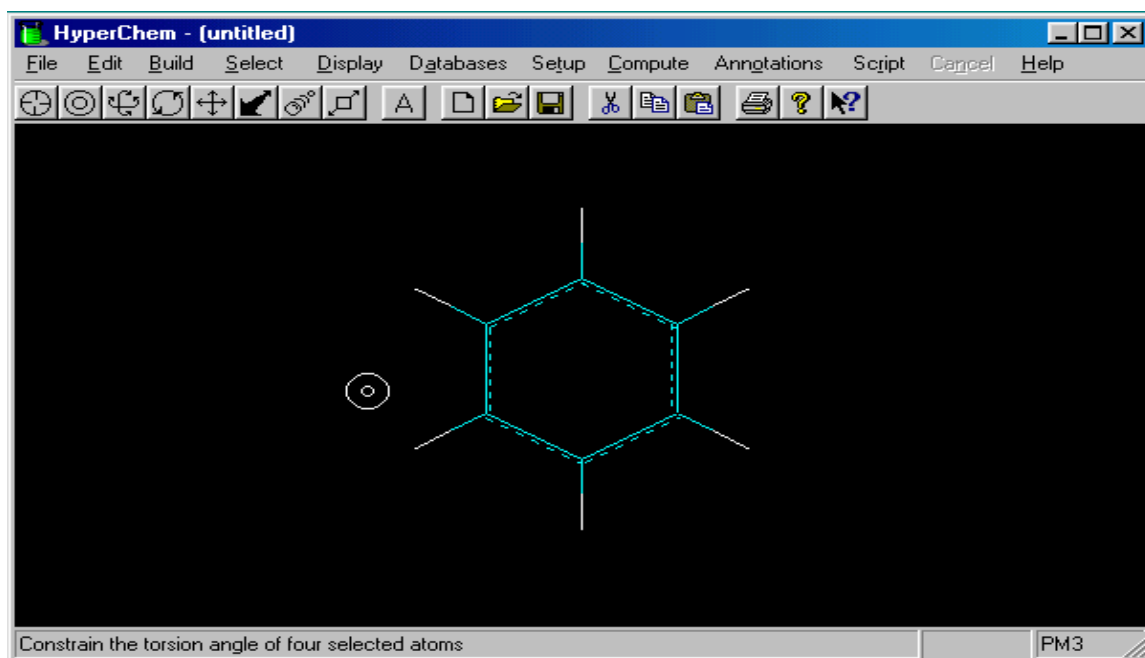 HyperChem - (untitled)
File Edit Build Select Display Databases Setup Compute Annotations Script Cancel Help
A ? ?
Constrain the torsion angle of four selected atoms PM3